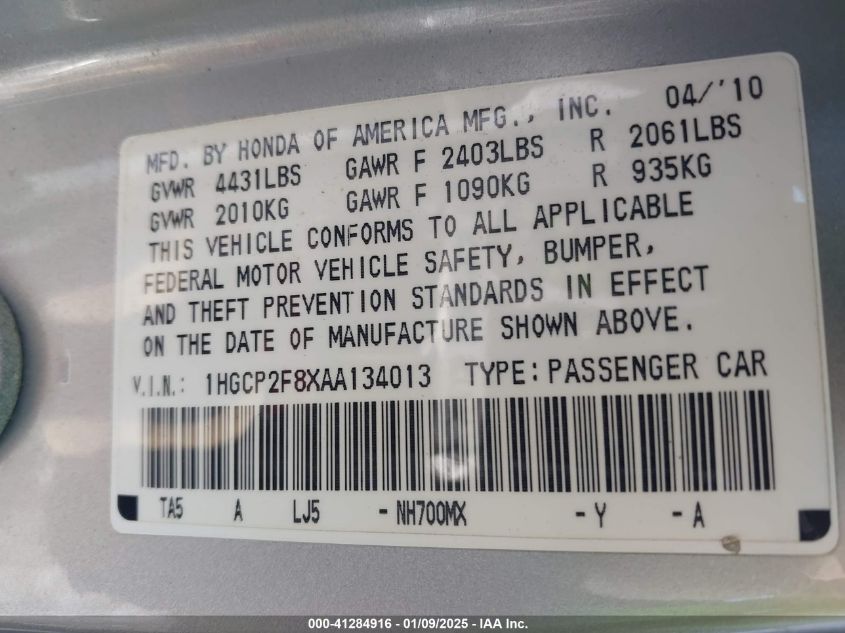 MFD. BY HONDA OF AMERICA MFG., INC. 04/'10
GVWR 4431LBS GAWR F 2403LBS R 2061LBS
GVWR 2010KG GAWR F 1090KG R 935KG
THIS VEHICLE CONFORMS TO ALL APPLICABLE
FEDERAL MOTOR VEHICLE SAFETY, BUMPER,
AND THEFT PREVENTION STANDARDS IN EFFECT
ON THE DATE OF MANUFACTURE SHOWN ABOVE.
V.I.N.: 1HGCP2F8XAA134013 TYPE: PASSENGER CAR
TA5 A LJ5 - NH700MX - Y - A
000-41284916 - 01/09/2025 - IAA Inc.